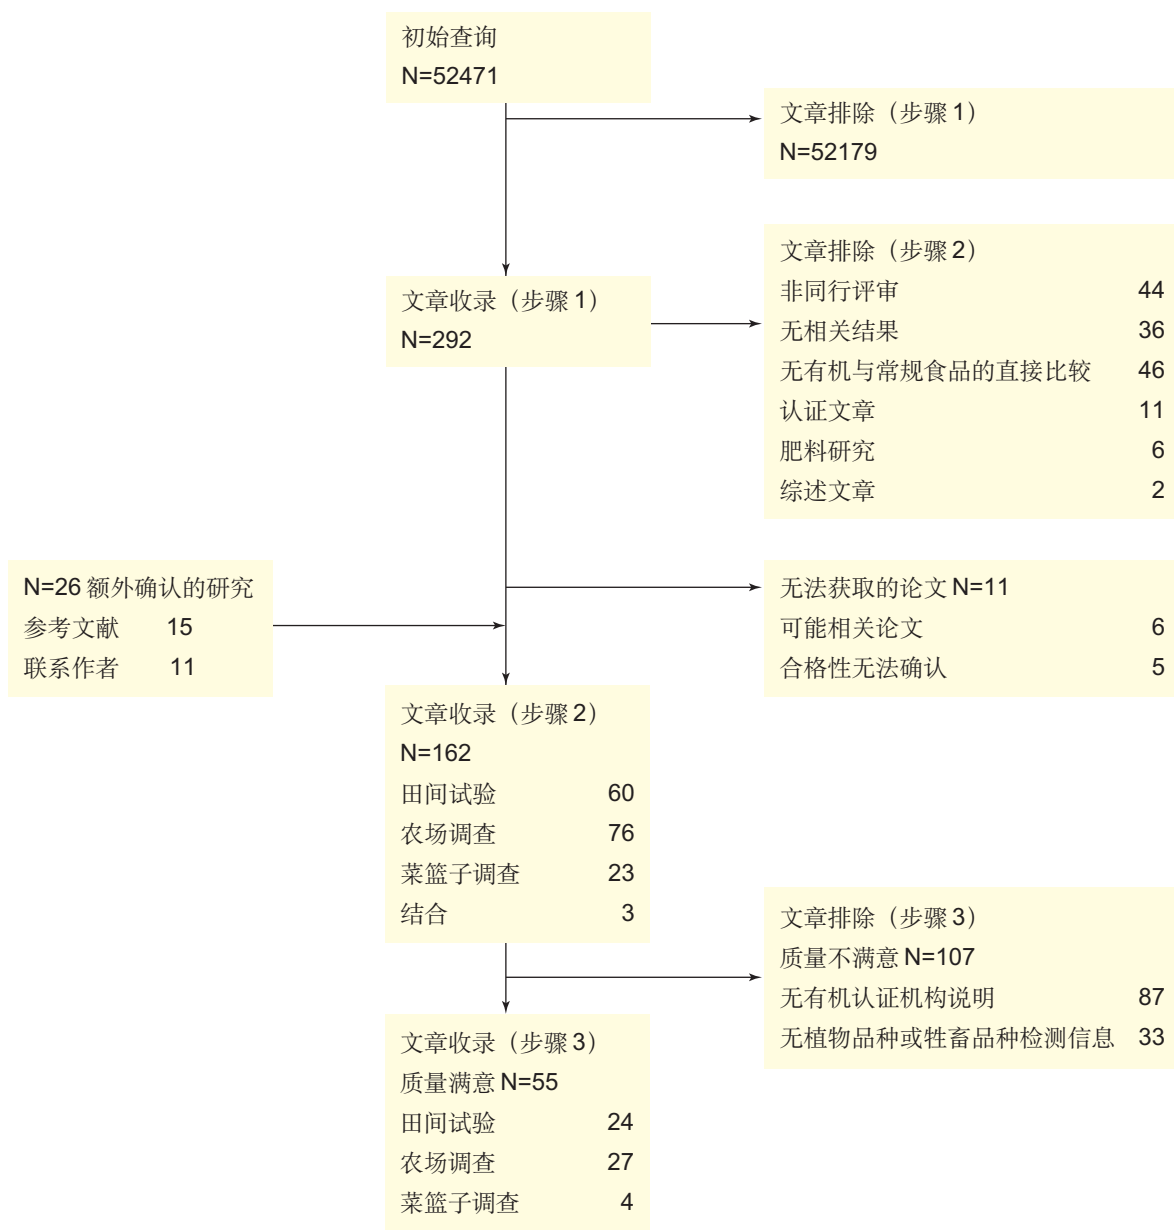 初始查询
N=52471
文章排除（步骤1）
N=52179
文章收录（步骤1）
N=292
文章排除（步骤2）
非同行评审 44
无相关结果 36
无有机与常规食品的直接比较 46
认证文章 11
肥料研究 6
综述文章 2
N=26 额外确认的研究
参考文献 15
联系作者 11
无法获取的论文 N=11
可能相关论文 6
合格性无法确认 5
文章收录（步骤2）
N=162
田间试验 60
农场调查 76
菜篮子调查 23
结合 3
文章排除（步骤3）
质量不满意 N=107
无有机认证机构说明 87
无植物品种或牲畜品种检测信息 33
文章收录（步骤3）
质量满意 N=55
田间试验 24
农场调查 27
菜篮子调查 4